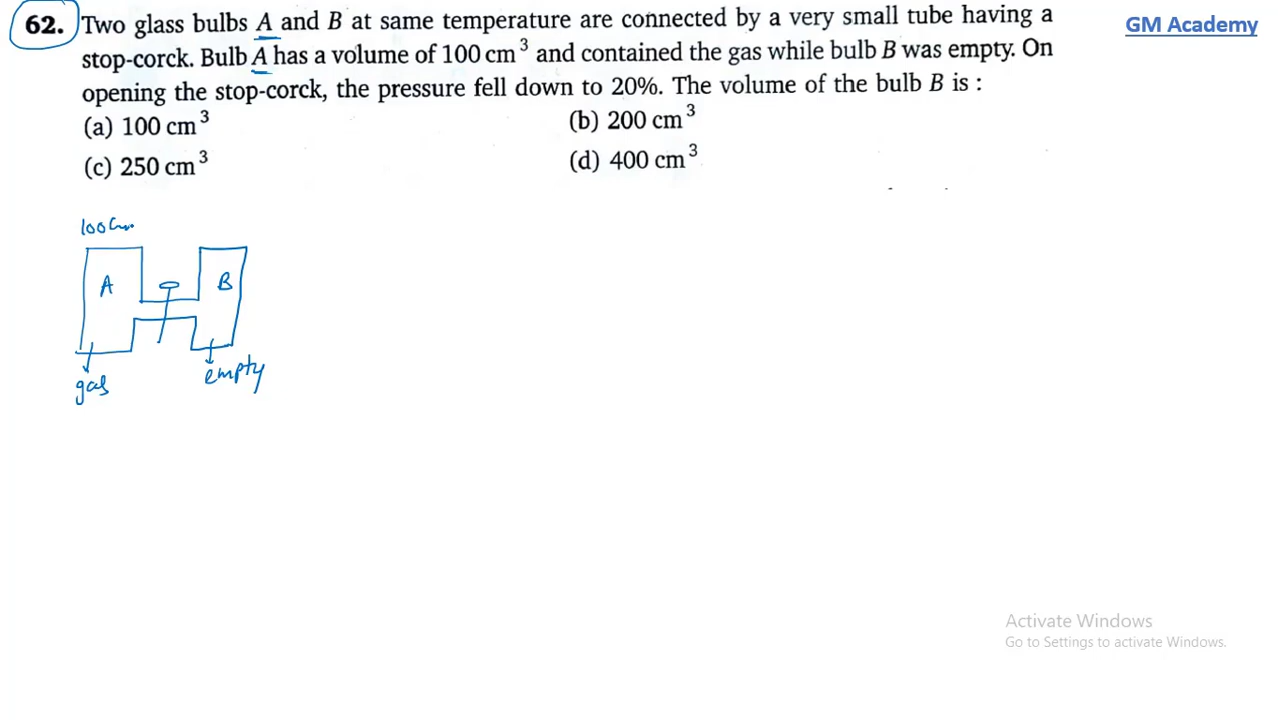 62. Two glass bulbs A and B at same temperature are connected by a very small tube having a
GM Academy
stop-corck. Bulb A has a volume of 100 cm³ and contained the gas while bulb B was empty. On
opening the stop-corck, the pressure fell down to 20%. The volume of the bulb B is :
(a) 100 cm³ (b) 200 cm³
(c) 250 cm³ (d) 400 cm³
100 Cm
A B
gas empty
Activate Windows
Go to Settings to activate Windows.